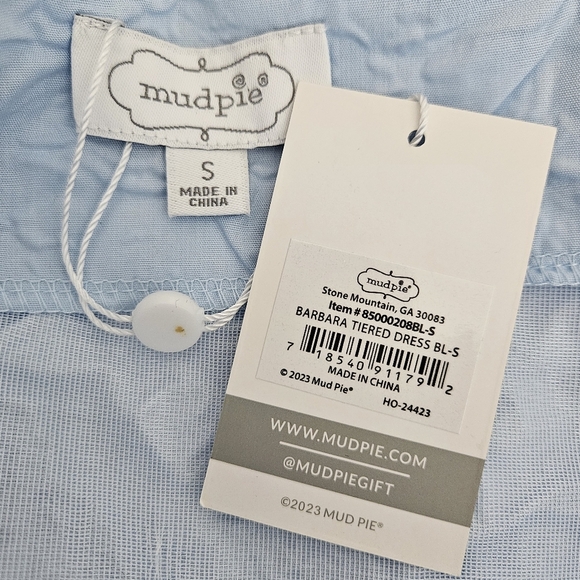 mudpie
S
MADE IN
CHINA
mudpie®
Stone Mountain, GA 30083
Item # 85000208BL-S
BARBARA TIERED DRESS BL-S
7 18540 91179 2
MADE IN CHINA
© 2023 Mud Pie®
HO-24423
WWW.MUDPIE.COM
@MUDPIEGIFT
©2023 MUD PIE®